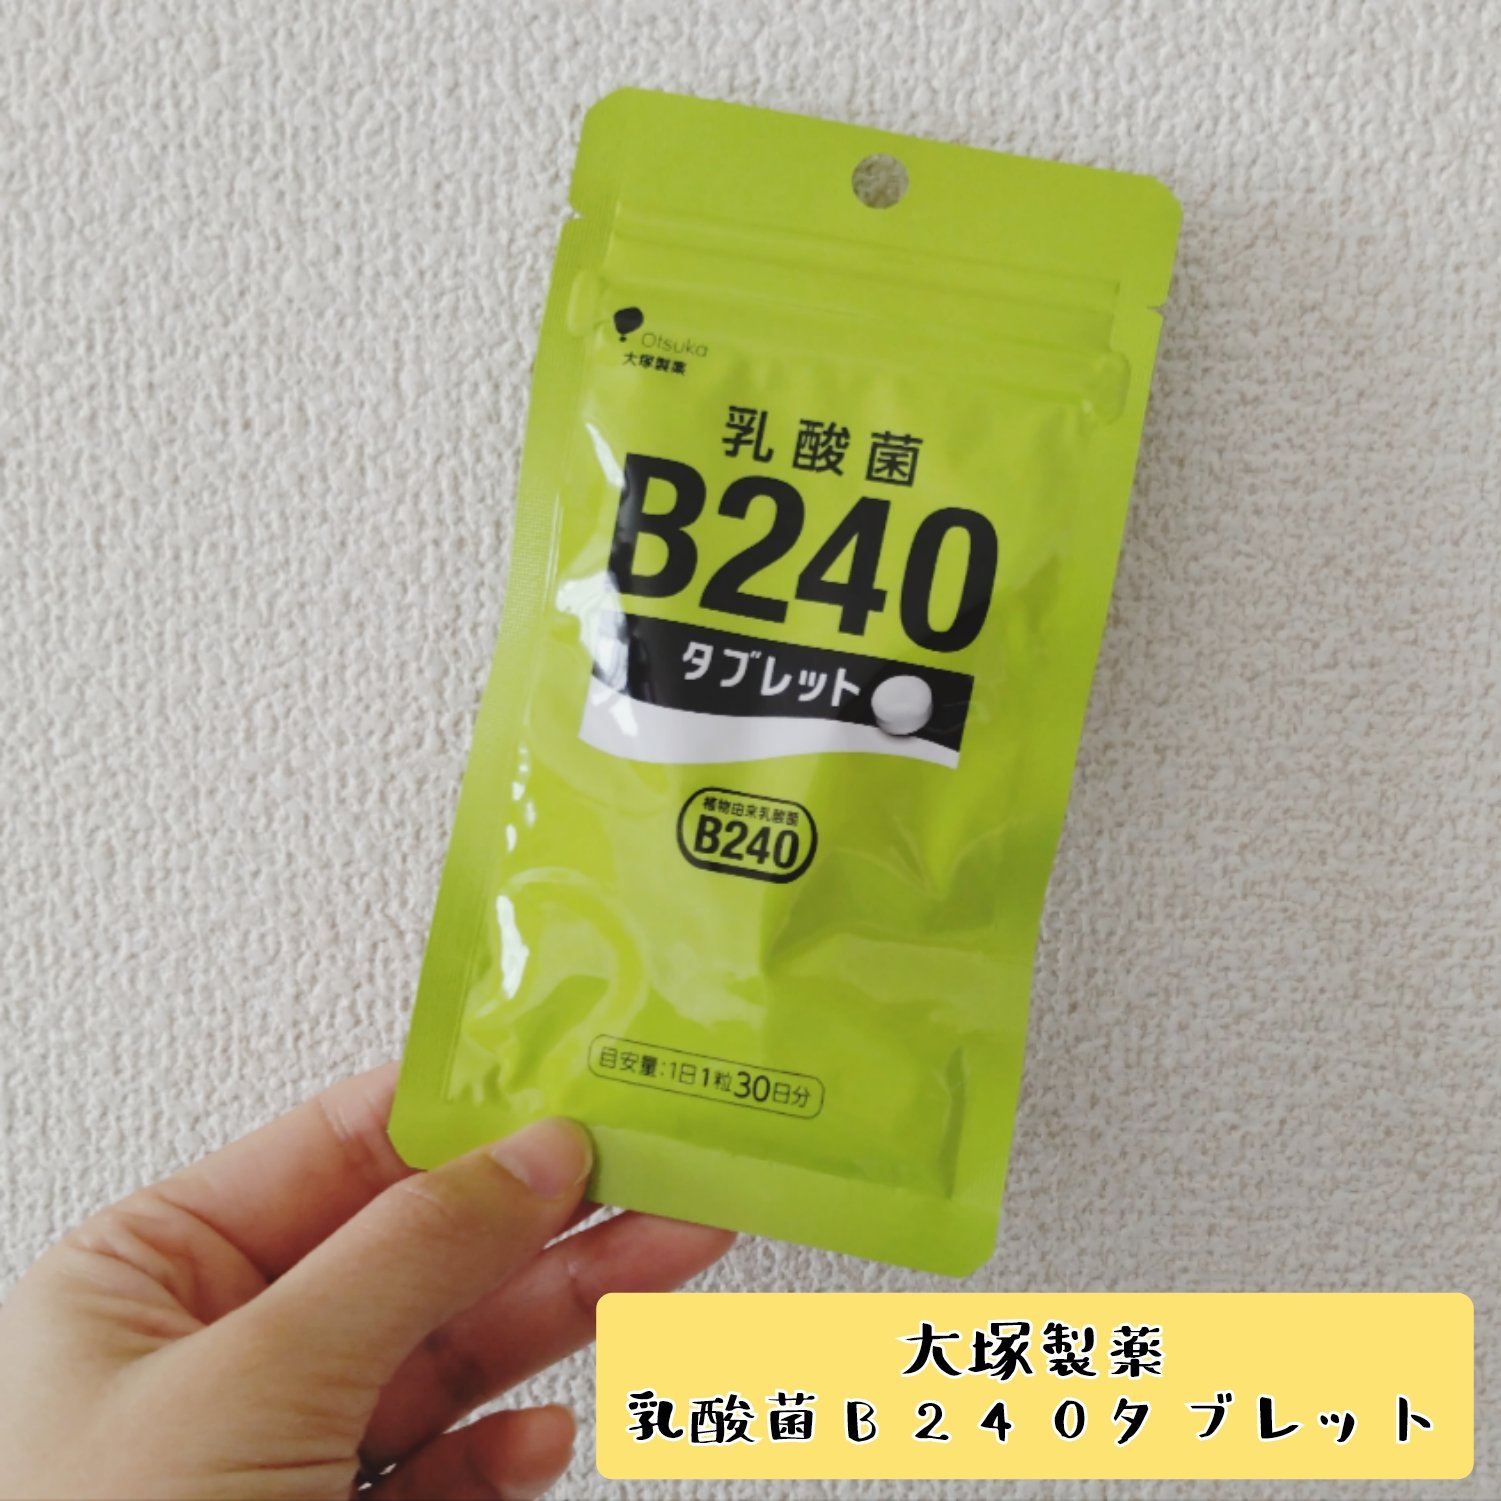 Otsuka
大塚製薬
乳酸菌
B240
タブレット
植物由来乳酸菌
B240
目安量:1日1粒30日分
大塚製薬
乳酸菌B240タブレット